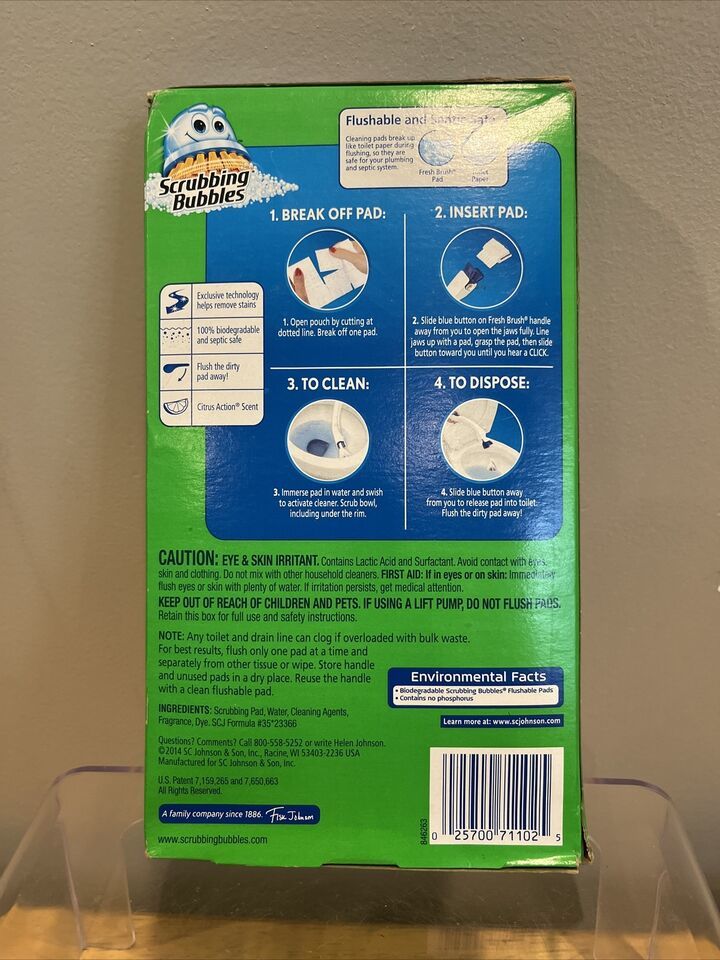 Scrubbing
Bubbles
Flushable and Septic Safe
Cleaning pads break up
like toilet paper during
flushing, so they are
safe for your plumbing
and septic system.
Fresh Brush®
Pad
Toilet
Paper
1. BREAK OFF PAD:
1. Open pouch by cutting at
dotted line. Break off one pad.
2. INSERT PAD:
2. Slide blue button on Fresh Brush® handle
away from you to open the jaws fully. Line
jaws up with a pad, grasp the pad, then slide
button toward you until you hear a CLICK.
Exclusive technology
helps remove stains
100% biodegradable
and septic safe
Flush the dirty
pad away!
Citrus Action® Scent
3. TO CLEAN:
3. Immerse pad in water and swish
to activate cleaner. Scrub bowl,
including under the rim.
4. TO DISPOSE:
4. Slide blue button away
from you to release pad into toilet.
Flush the dirty pad away!
CAUTION: EYE & SKIN IRRITANT. Contains Lactic Acid and Surfactant. Avoid contact with eyes,
skin and clothing. Do not mix with other household cleaners. FIRST AID: If in eyes or on skin: Immediately
flush eyes or skin with plenty of water. If irritation persists, get medical attention.
KEEP OUT OF REACH OF CHILDREN AND PETS. IF USING A LIFT PUMP, DO NOT FLUSH PADS.
Retain this box for full use and safety instructions.
NOTE: Any toilet and drain line can clog if overloaded with bulk waste.
For best results, flush only one pad at a time and
separately from other tissue or wipe. Store handle
and unused pads in a dry place. Reuse the handle
with a clean flushable pad.
INGREDIENTS: Scrubbing Pad, Water, Cleaning Agents,
Fragrance, Dye. SCJ Formula #35*23366
Questions? Comments? Call 800-558-5252 or write Helen Johnson.
©2014 SC Johnson & Son, Inc., Racine, WI 53403-2236 USA
Manufactured for SC Johnson & Son, Inc.
U.S. Patent 7,159,265 and 7,650,663
All Rights Reserved.
A family company since 1886. Fisk Johnson
www.scrubbingbubbles.com
Environmental Facts
• Biodegradable Scrubbing Bubbles® Flushable Pads
• Contains no phosphorus
Learn more at: www.scjohnson.com
846263
0 25700 71102 5